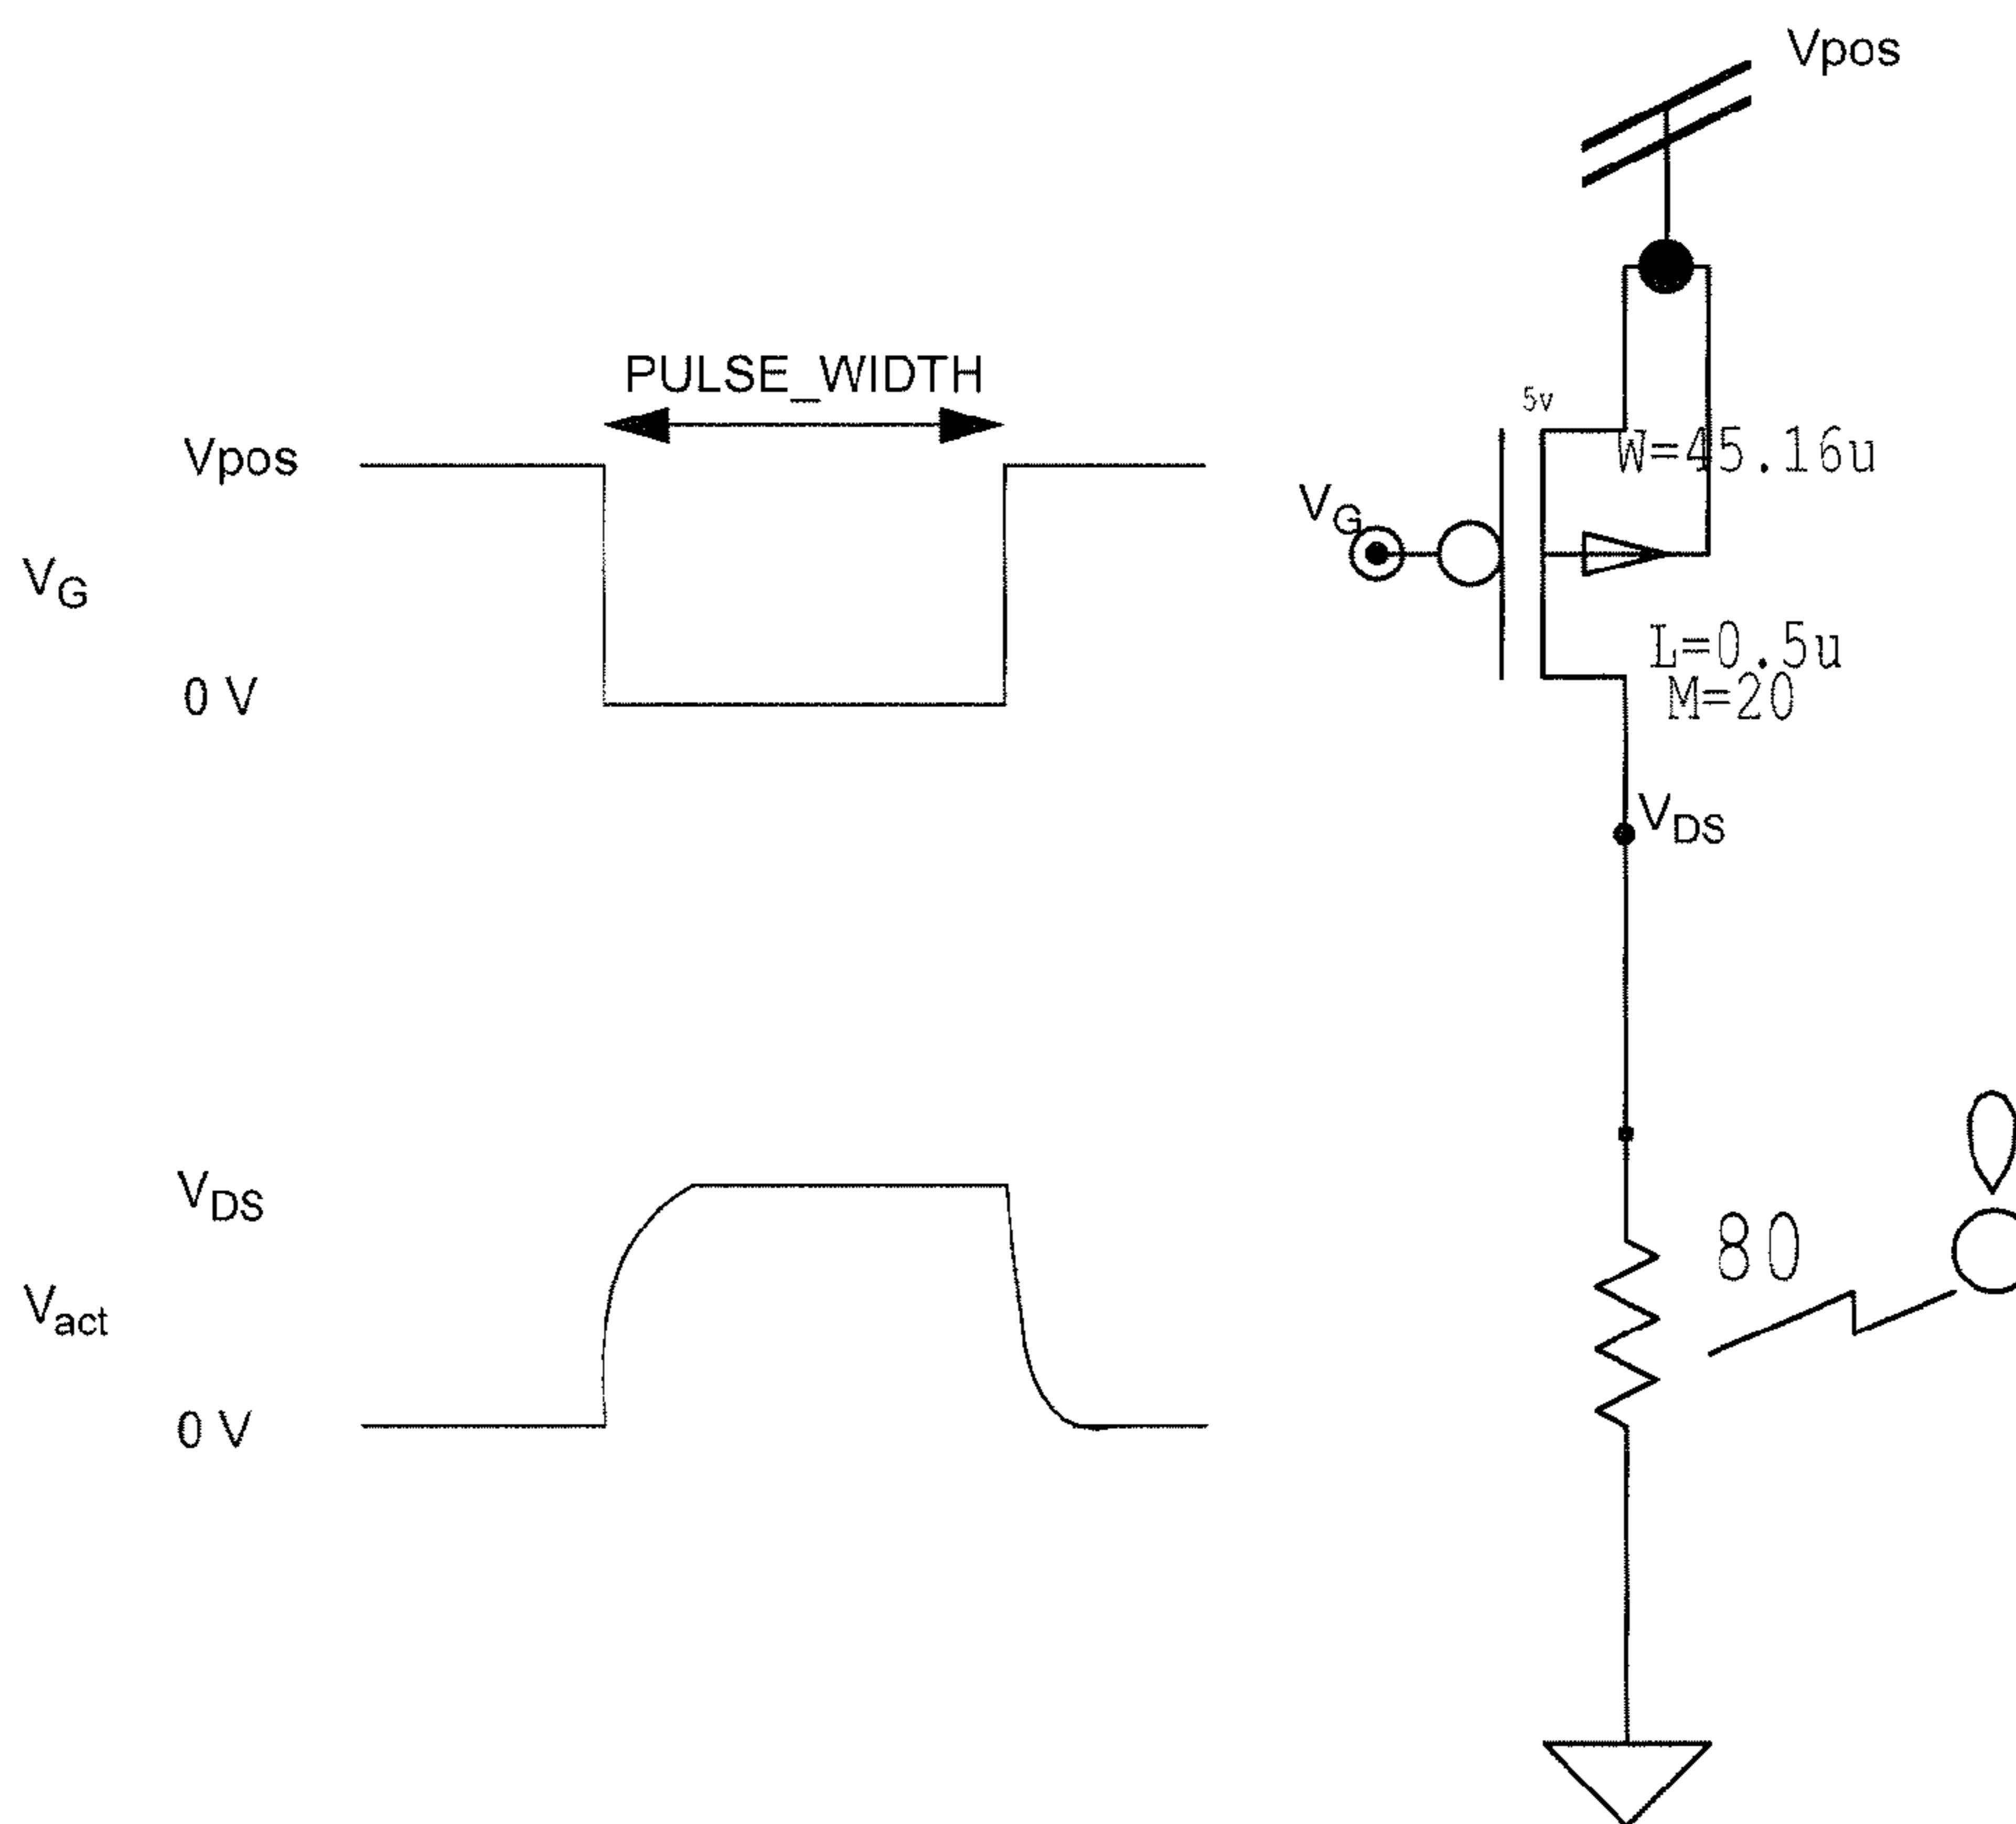 Vpos
PULSE_WIDTH
5v
Vpos
W=45.16u
VG
VG
L=0.5u
0 V
M=20
VDS
VDS
80
Vact
0 V